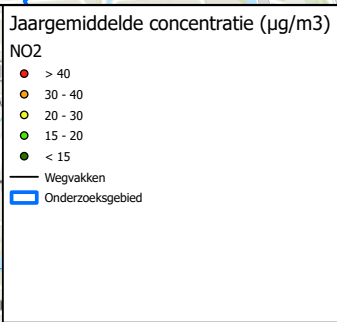 Jaargemiddelde concentratie (µg/m3)
NO2
> 40
30 - 40
20 - 30
15 - 20
< 15
Wegvakken
Onderzoeksgebied